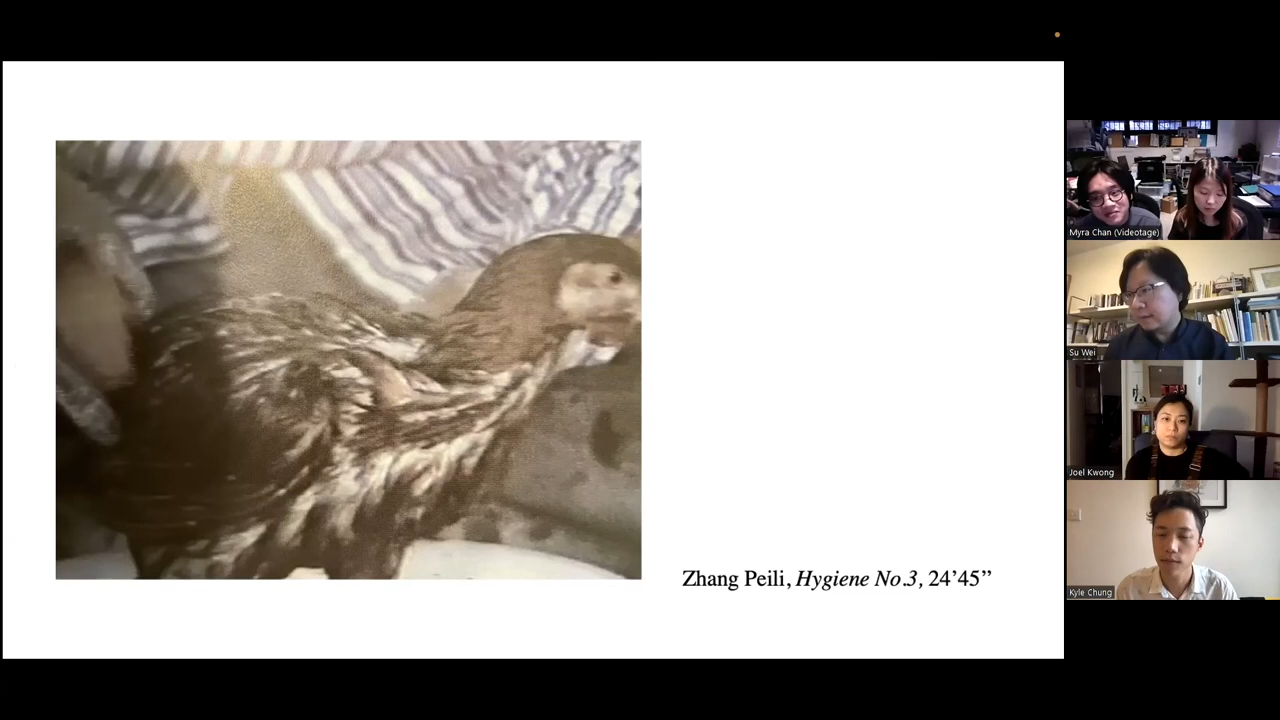 Zhang Peili, Hygiene No.3, 24’45”
Myra Chan (Videotage)
Su Wei
Joel Kwong
Kyle Chung